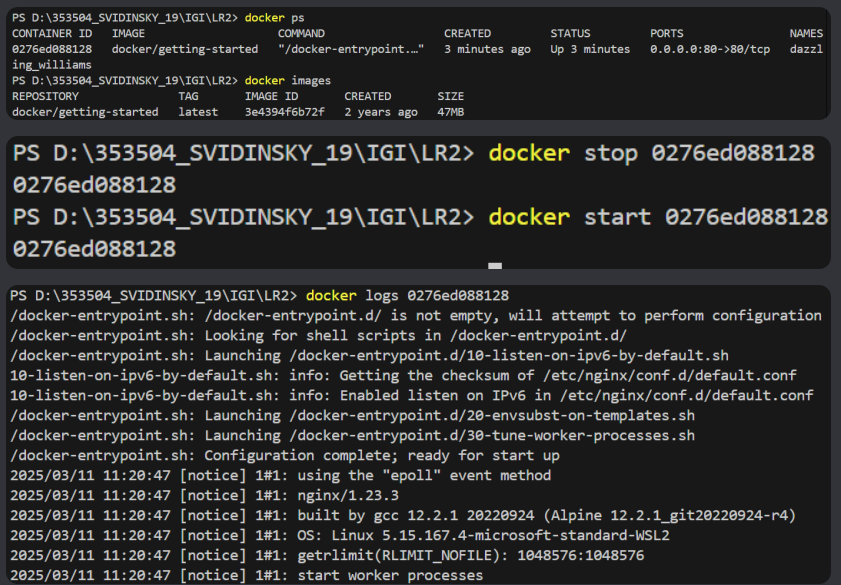 PS D:\353504_SVIDINSKY_19\IGI\LR2> docker ps
CONTAINER ID IMAGE COMMAND CREATED STATUS PORTS NAMES
0276ed088128 docker/getting-started "/docker-entrypoint.…" 3 minutes ago Up 3 minutes 0.0.0.0:80->80/tcp dazzl
ing_williams
PS D:\353504_SVIDINSKY_19\IGI\LR2> docker images
REPOSITORY TAG IMAGE ID CREATED SIZE
docker/getting-started latest 3e4394f6b72f 2 years ago 47MB
PS D:\353504_SVIDINSKY_19\IGI\LR2> docker stop 0276ed088128
0276ed088128
PS D:\353504_SVIDINSKY_19\IGI\LR2> docker start 0276ed088128
0276ed088128
PS D:\353504_SVIDINSKY_19\IGI\LR2> docker logs 0276ed088128
/docker-entrypoint.sh: /docker-entrypoint.d/ is not empty, will attempt to perform configuration
/docker-entrypoint.sh: Looking for shell scripts in /docker-entrypoint.d/
/docker-entrypoint.sh: Launching /docker-entrypoint.d/10-listen-on-ipv6-by-default.sh
10-listen-on-ipv6-by-default.sh: info: Getting the checksum of /etc/nginx/conf.d/default.conf
10-listen-on-ipv6-by-default.sh: info: Enabled listen on IPv6 in /etc/nginx/conf.d/default.conf
/docker-entrypoint.sh: Launching /docker-entrypoint.d/20-envsubst-on-templates.sh
/docker-entrypoint.sh: Launching /docker-entrypoint.d/30-tune-worker-processes.sh
/docker-entrypoint.sh: Configuration complete; ready for start up
2025/03/11 11:20:47 [notice] 1#1: using the "epoll" event method
2025/03/11 11:20:47 [notice] 1#1: nginx/1.23.3
2025/03/11 11:20:47 [notice] 1#1: built by gcc 12.2.1 20220924 (Alpine 12.2.1_git20220924-r4)
2025/03/11 11:20:47 [notice] 1#1: OS: Linux 5.15.167.4-microsoft-standard-WSL2
2025/03/11 11:20:47 [notice] 1#1: getrlimit(RLIMIT_NOFILE): 1048576:1048576
2025/03/11 11:20:47 [notice] 1#1: start worker processes